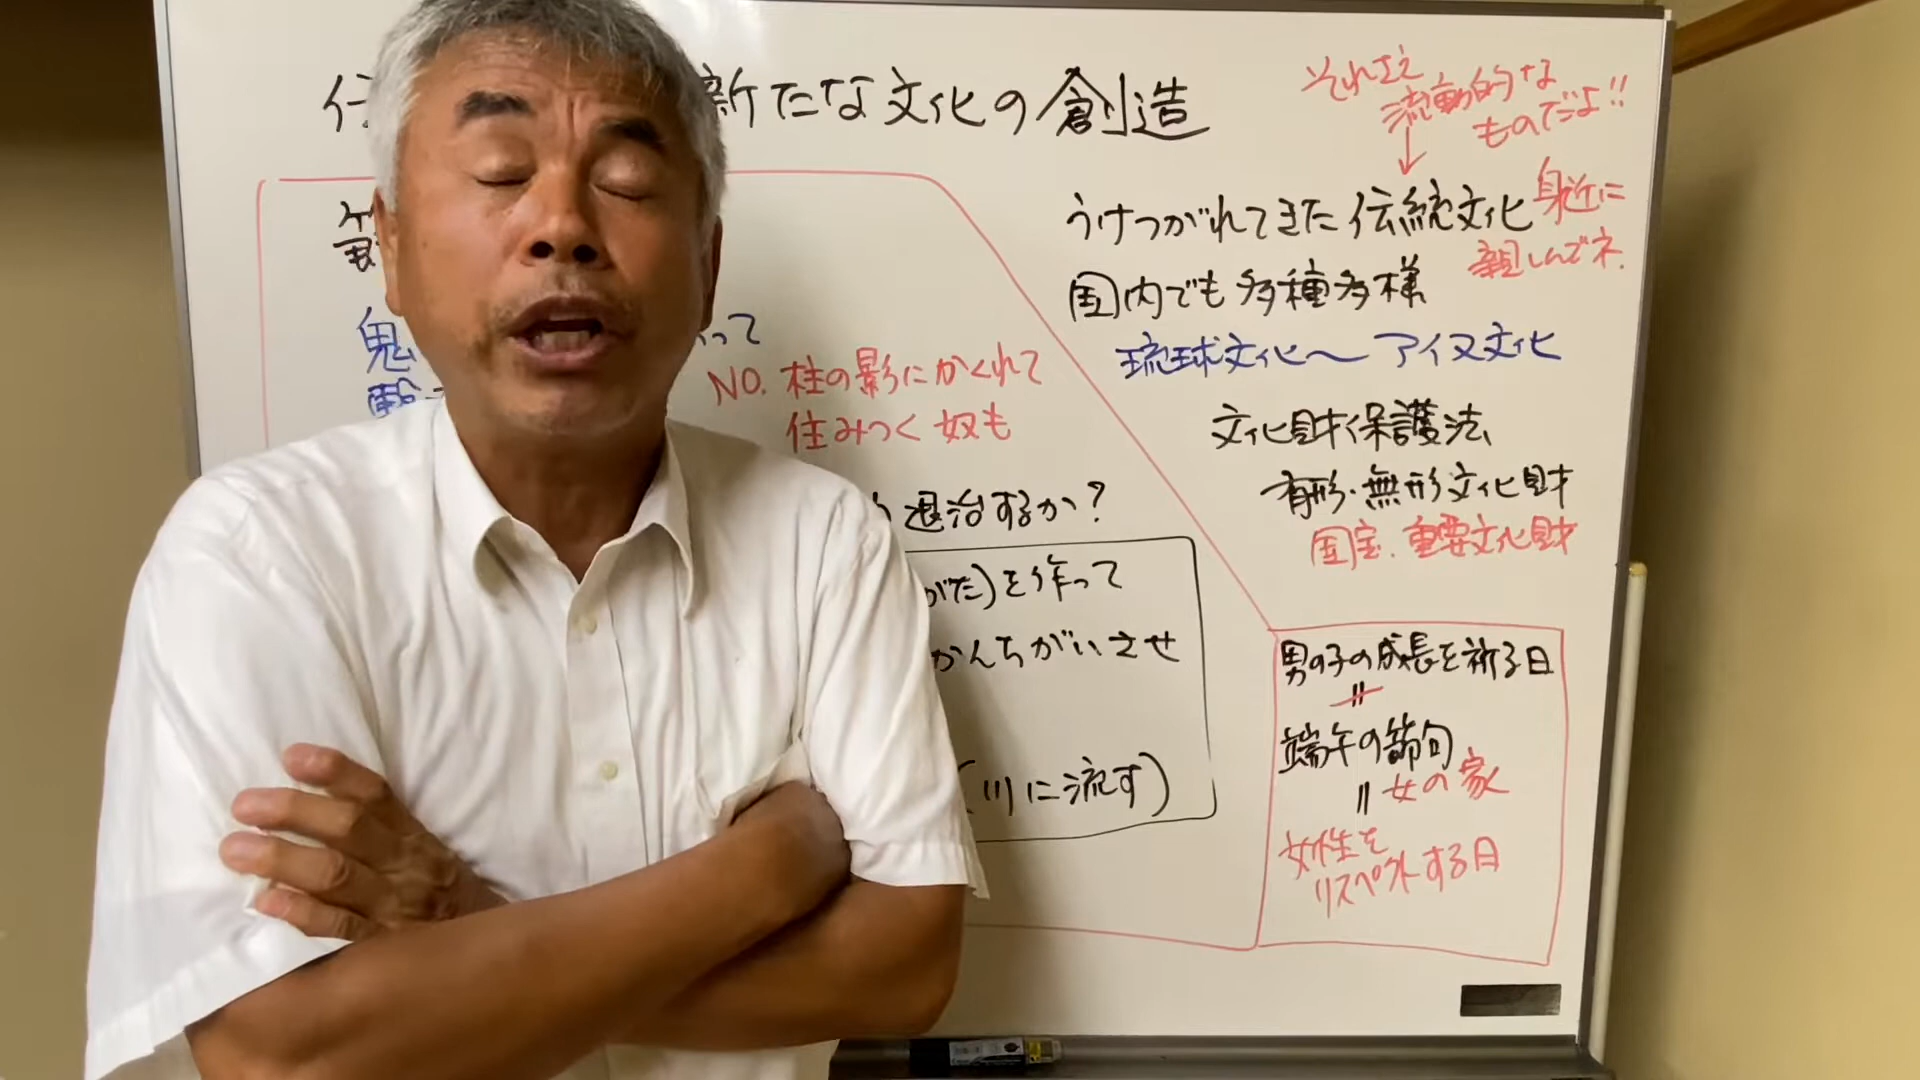 新たな文化の創造
それさえ
流動的な
ものだよ!!
うけつがれてきた伝統文化
身近に
親しんでネ.
国内でも多種多様
琉球文化〜アイヌ文化
文化財保護法
有形・無形文化財
国宝.重要文化財
鬼
って
NO. 柱の影にかくれて
住みつく奴も
退治するか?
がた)を作って
かんちがいさせ
(川に流す)
男の子の成長を祈る日
端午の節句
= 女の家
女性を
リスペクトする日